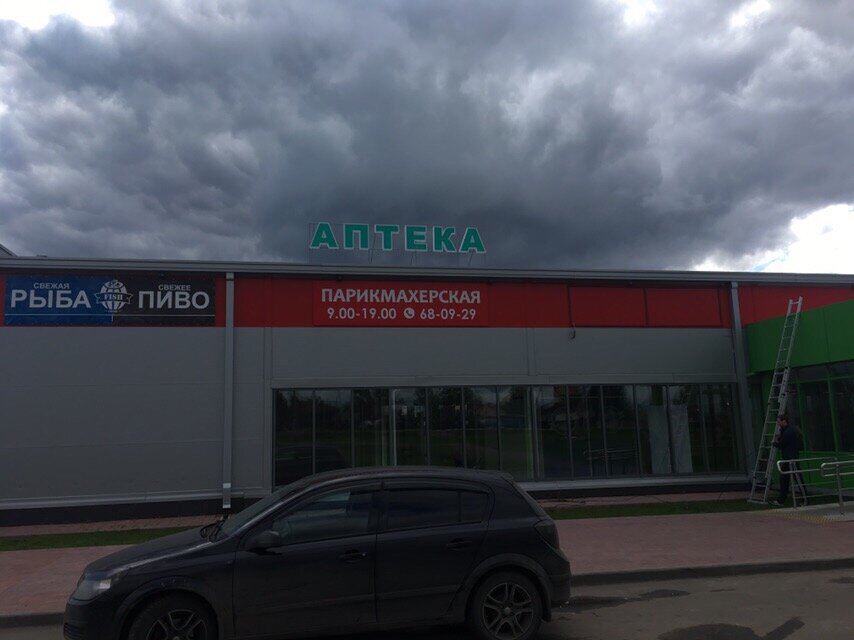 АПТЕКА
СВЕЖАЯ
РЫБА
FISH
СВЕЖЕЕ
ПИВО
ПАРИКМАХЕРСКАЯ
9.00-19.00 68-09-29